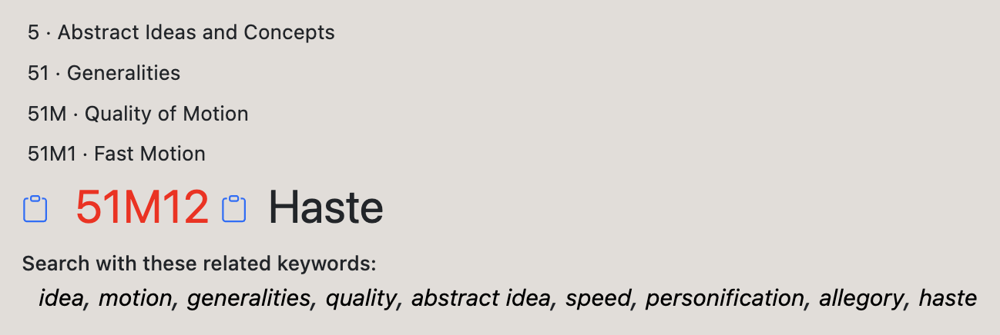 5 · Abstract Ideas and Concepts
51 · Generalities
51M · Quality of Motion
51M1 · Fast Motion
51M12 Haste
Search with these related keywords:
idea, motion, generalities, quality, abstract idea, speed, personification, allegory, haste